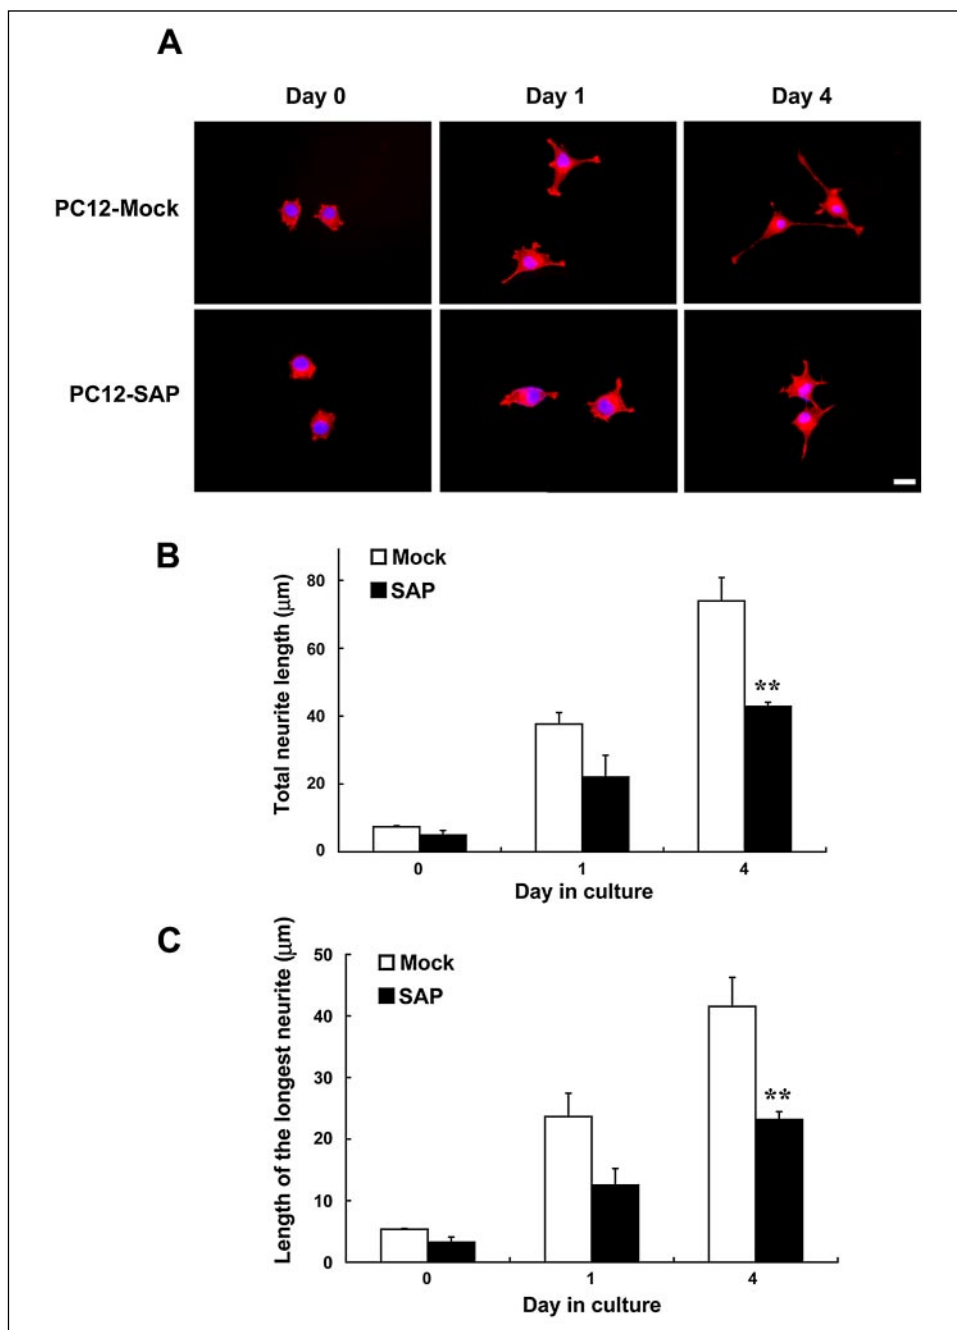 A
Day 0 Day 1 Day 4
PC12-Mock
PC12-SAP
B
Mock
SAP
Total neurite length (μm)
80
60
40
20
0
**
0 1 4
Day in culture
C
Mock
SAP
Length of the longest neurite (μm)
50
40
30
20
10
0
**
0 1 4
Day in culture